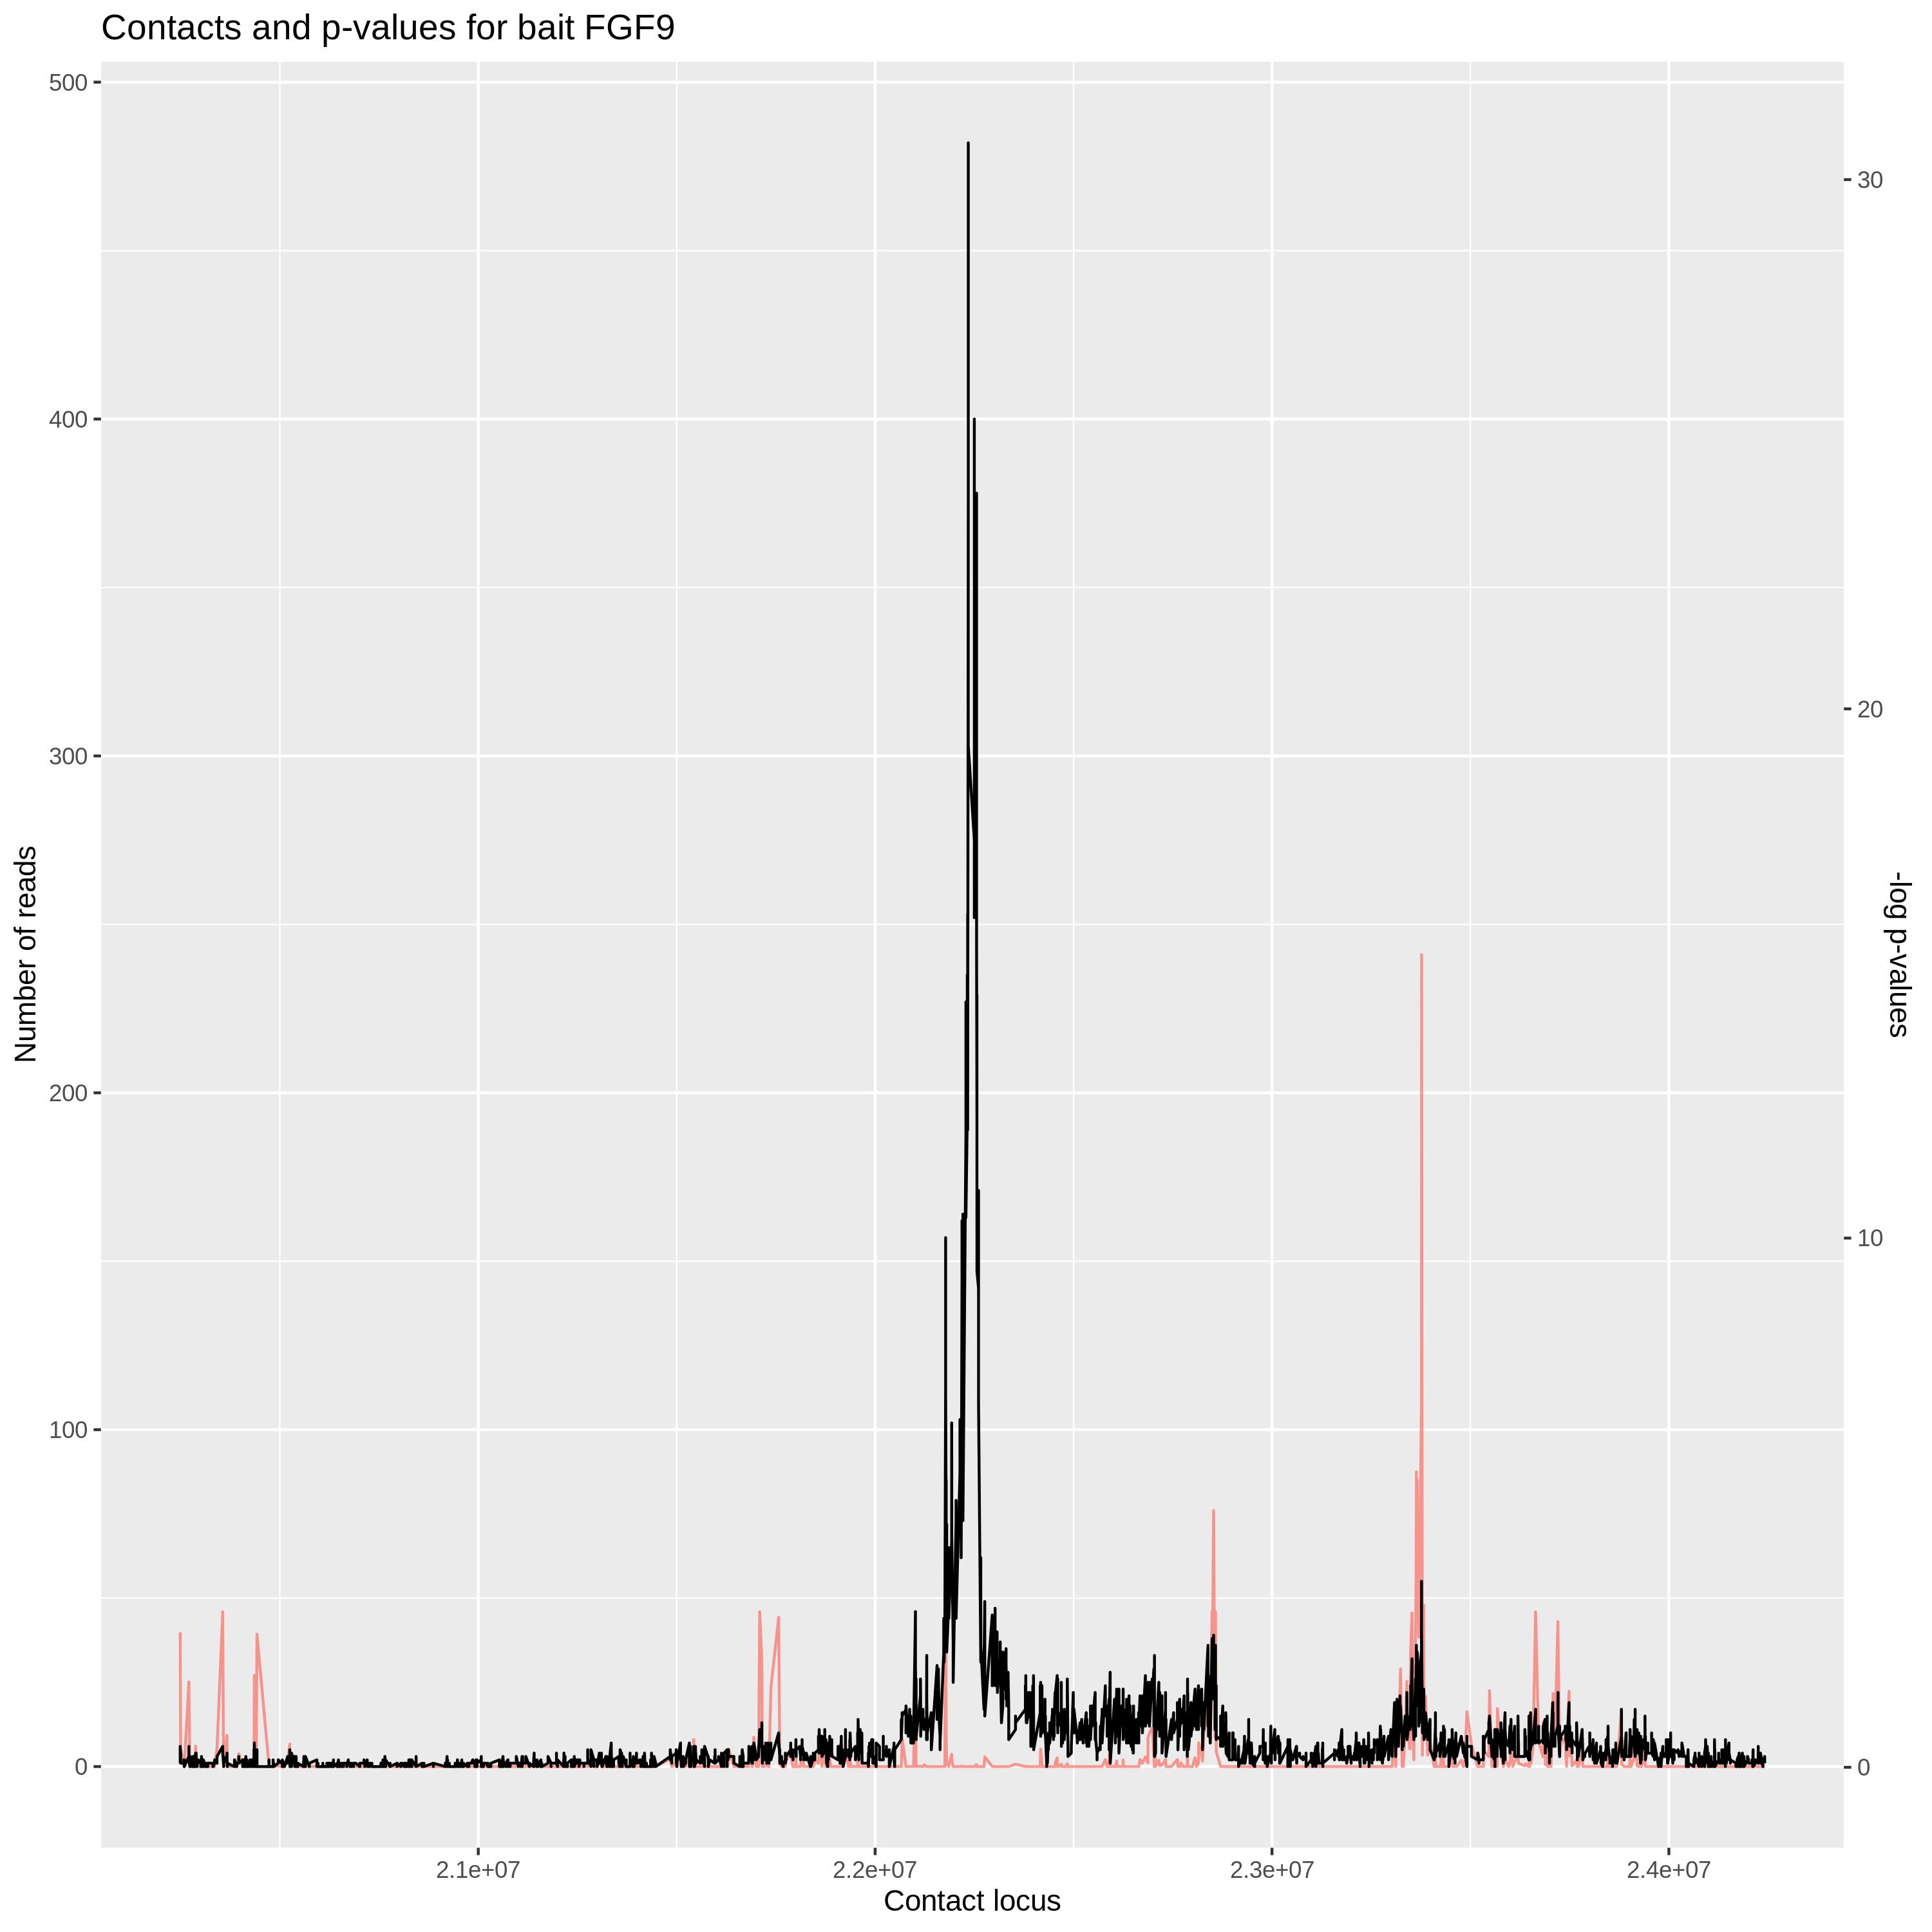 Contacts and p-values for bait FGF9
500
400
300
200
100
0
Number of reads
30
20
10
0
-log p-values
2.1e+07
2.2e+07
2.3e+07
2.4e+07
Contact locus